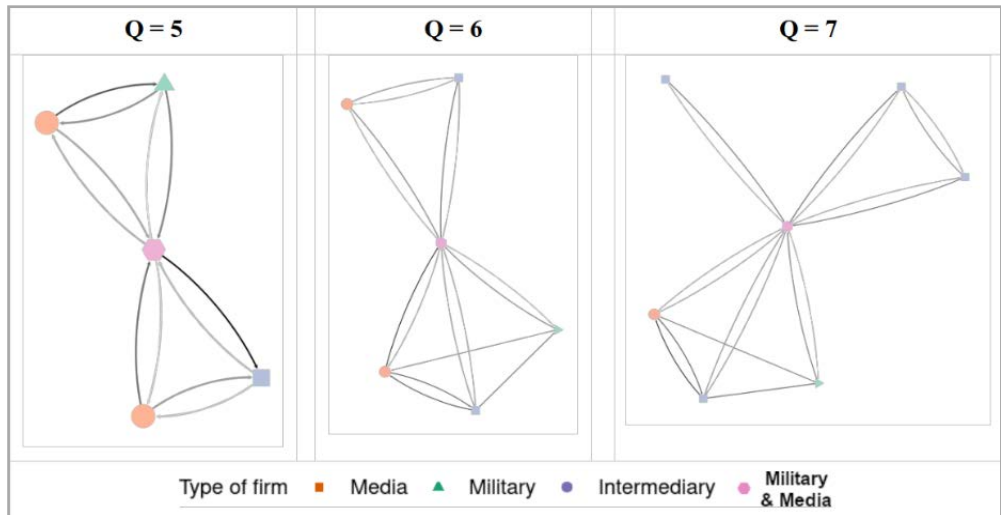 Q = 5
Q = 6
Q = 7
Type of firm Media Military Intermediary Military
& Media